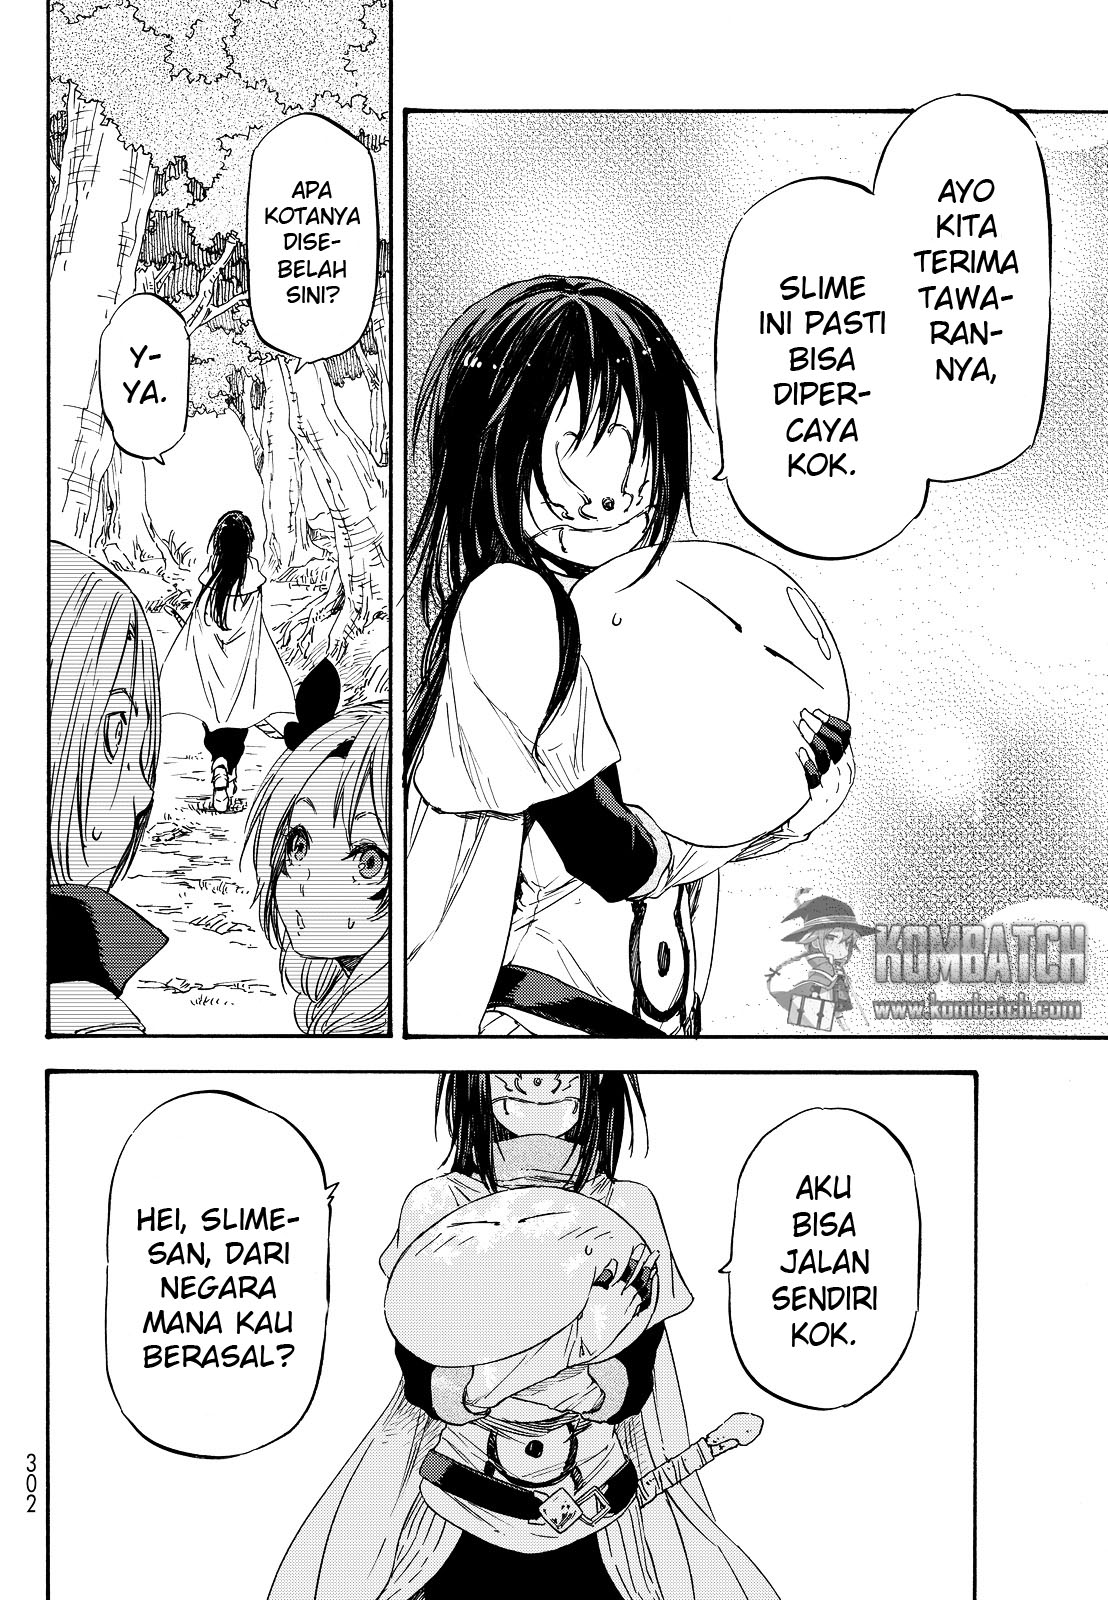 AYO
KITA
TERIMA
TAWA-
RAN-
NYA,
SLIME
INI PASTI
BISA
DIPER-
CAYA
KOK.
APA
KOTANYA
DISE-
BELAH
SINI?
Y-
YA.
KOMBATCH
www.kombatch.com
AKU
BISA
JALAN
SENDIRI
KOK.
HEI, SLIME-
SAN, DARI
NEGARA
MANA KAU
BERASAL?
302